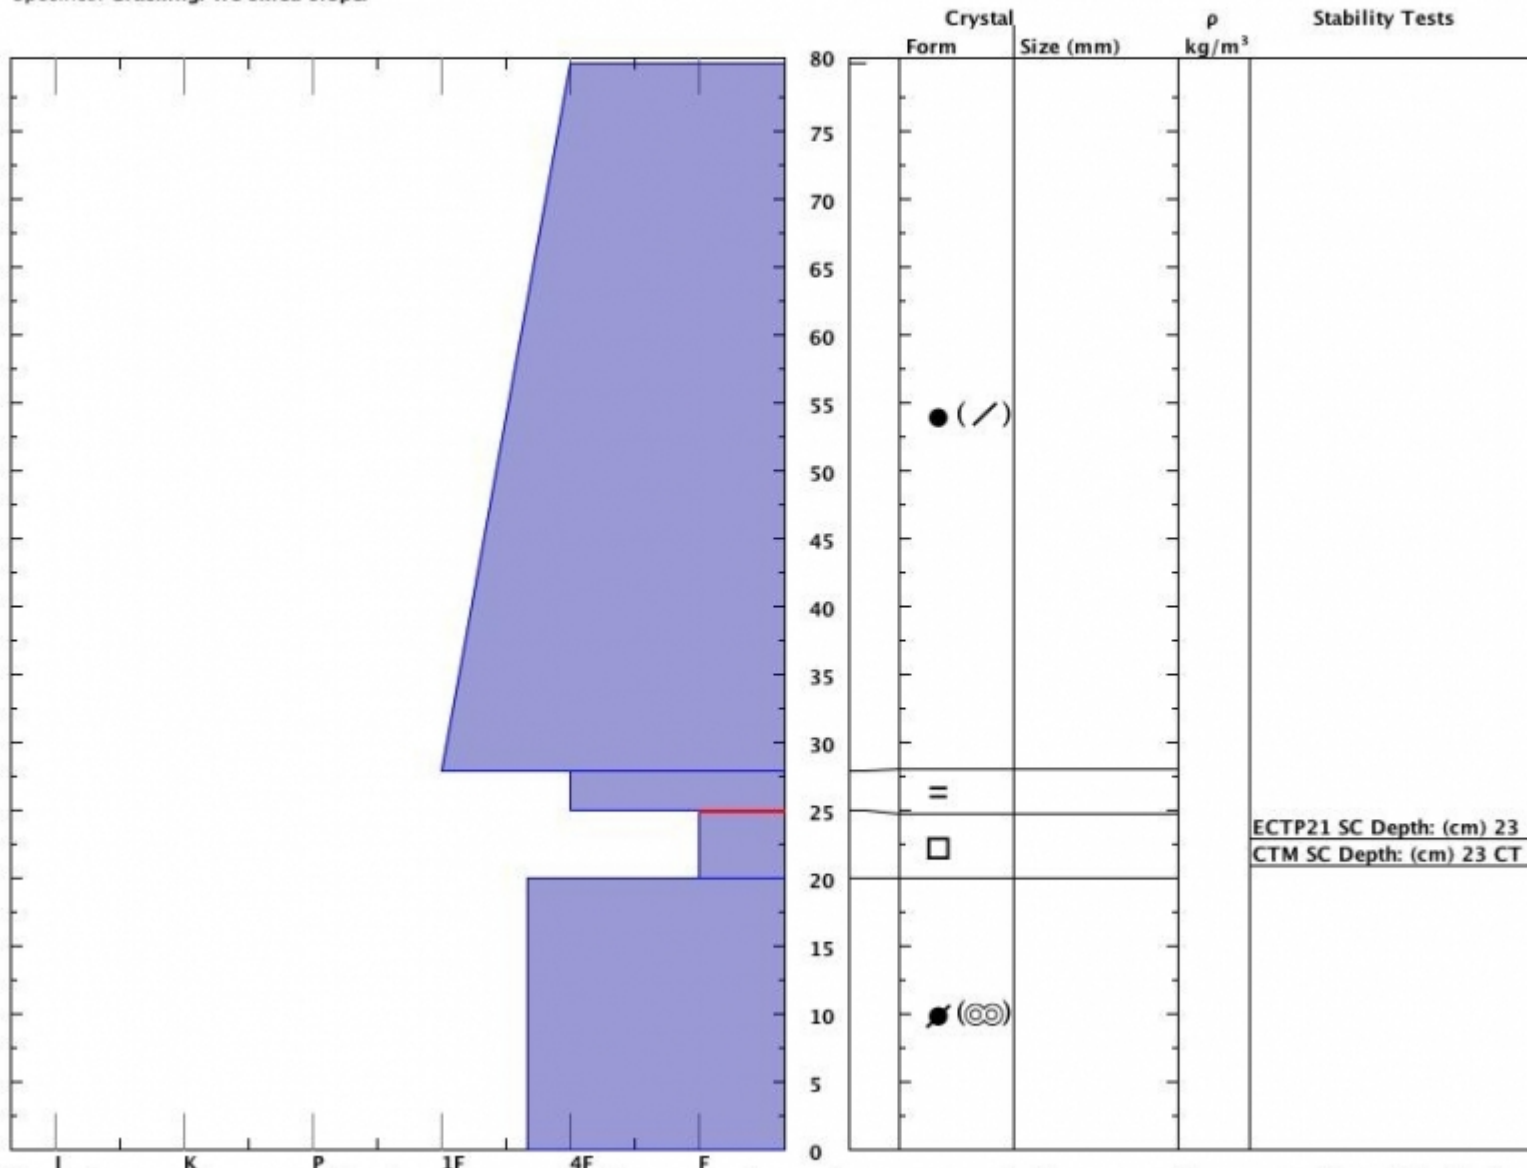 Crystal
ρ
Stability Tests
Form
Size (mm)
kg/m³
80
75
70
65
60
55
50
45
40
35
30
=
25
ECTP21 SC Depth: (cm) 23
CTM SC Depth: (cm) 23 CT
20
15
10
5
0
I K P 1F 4F F